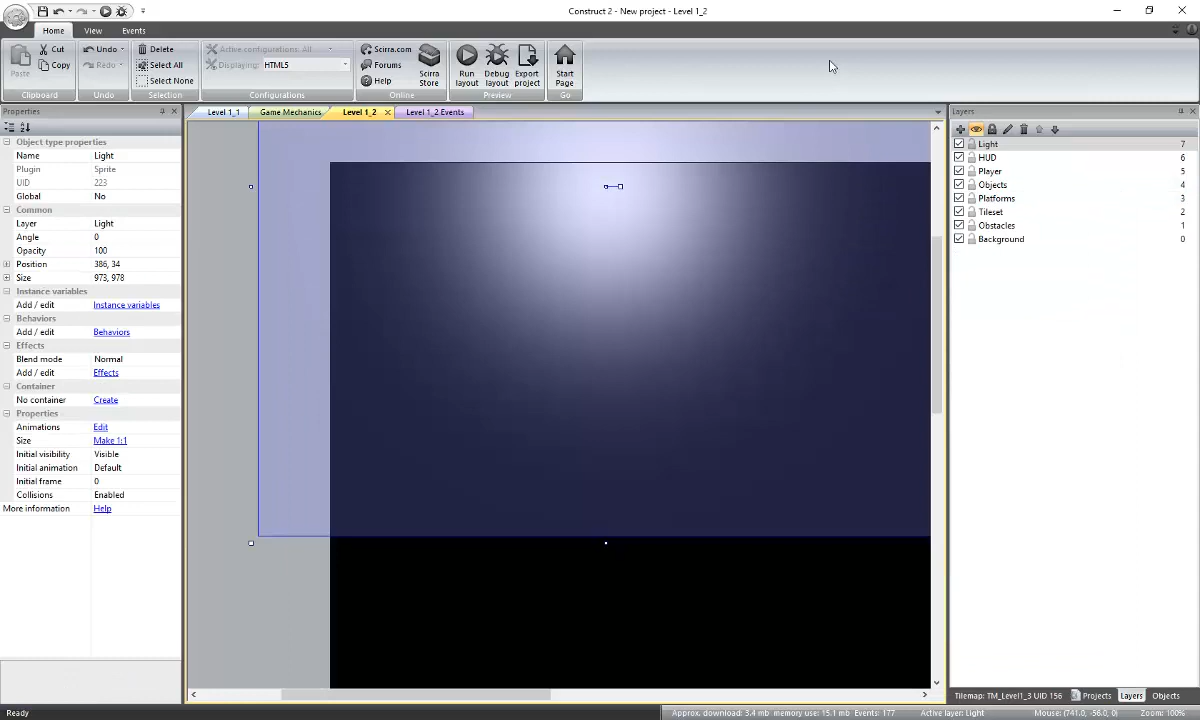 Construct 2 - New project - Level 1_2
Home View Events
Paste
Cut
Copy
Clipboard
Undo
Redo
Undo
Delete
Select All
Select None
Selection
Active configurations: All
Displaying: HTML5
Configurations
Scirra.com
Forums
Help
Scirra Store
Online
Run layout
Debug layout
Export project
Preview
Start Page
Go
Properties
Level 1_1 Game Mechanics Level 1_2 Level 1_2 Events
Layers
Object type properties
Name Light
Plugin Sprite
UID 223
Global No
Common
Layer Light
Angle 0
Opacity 100
Position 386, 34
Size 973, 978
Instance variables
Add / edit Instance variables
Behaviors
Add / edit Behaviors
Effects
Blend mode Normal
Add / edit Effects
Container
No container Create
Properties
Animations Edit
Size Make 1:1
Initial visibility Visible
Initial animation Default
Initial frame 0
Collisions Enabled
More information Help
Light 7
HUD 6
Player 5
Objects 4
Platforms 3
Tileset 2
Obstacles 1
Background 0
Tilemap: TM_Level1_3 UID 156 Projects Layers Objects
Ready
Approx. download: 3.4 mb memory use: 15.1 mb Events: 177 Active layer: Light Mouse: (741.0, -56.0, 0) Zoom: 100%